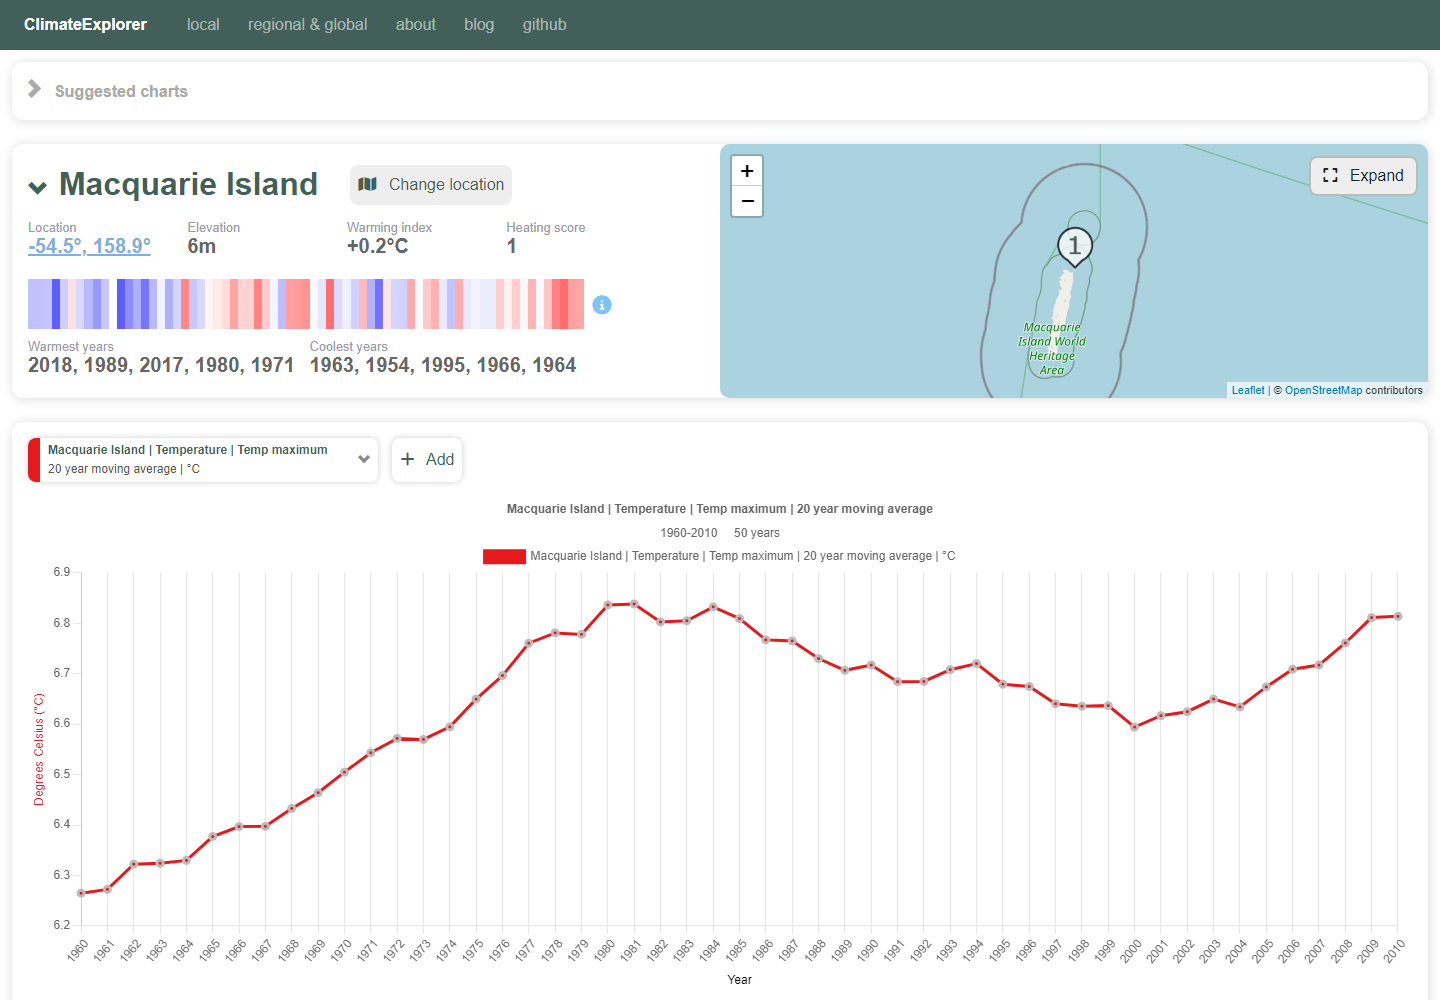 ClimateExplorer local regional & global about blog github
Suggested charts
Macquarie Island
Change location
Location Elevation Warming index Heating score
-54.5°, 158.9° 6m +0.2°C 1
i
Warmest years Coolest years
2018, 1989, 2017, 1980, 1971 1963, 1954, 1995, 1966, 1964
+
−
Expand
1
Macquarie
Island World
Heritage
Area
Leaflet | © OpenStreetMap contributors
Macquarie Island | Temperature | Temp maximum
20 year moving average | °C
+ Add
Macquarie Island | Temperature | Temp maximum | 20 year moving average
1960-2010 50 years
Macquarie Island | Temperature | Temp maximum | 20 year moving average | °C
6.9
6.8
6.7
6.6
6.5
6.4
6.3
6.2
Degrees Celsius (°C)
1960 1961 1962 1963 1964 1965 1966 1967 1968 1969 1970 1971 1972 1973 1974 1975 1976 1977 1978 1979 1980 1981 1982 1983 1984 1985 1986 1987 1988 1989 1990 1991 1992 1993 1994 1995 1996 1997 1998 1999 2000 2001 2002 2003 2004 2005 2006 2007 2008 2009 2010
Year